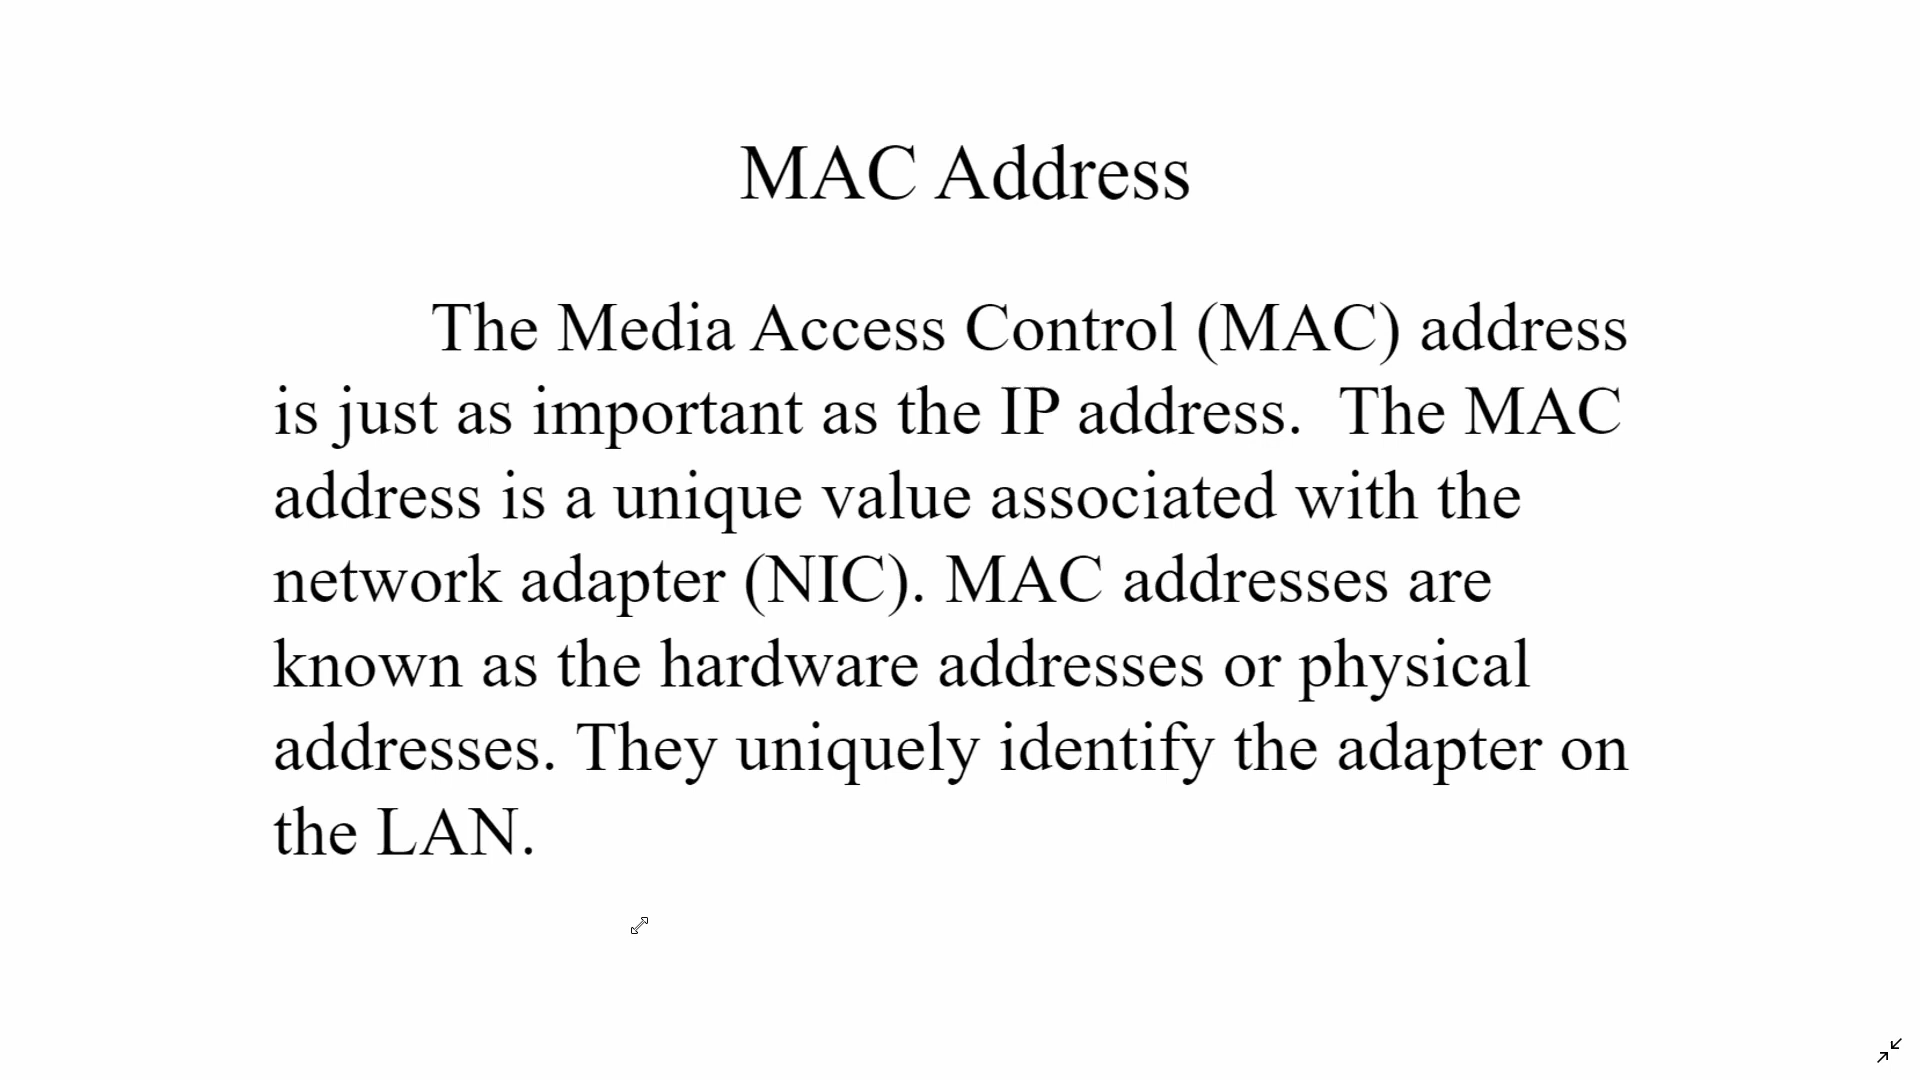 MAC Address
The Media Access Control (MAC) address
is just as important as the IP address.  The MAC
address is a unique value associated with the
network adapter (NIC). MAC addresses are
known as the hardware addresses or physical
addresses. They uniquely identify the adapter on
the LAN.